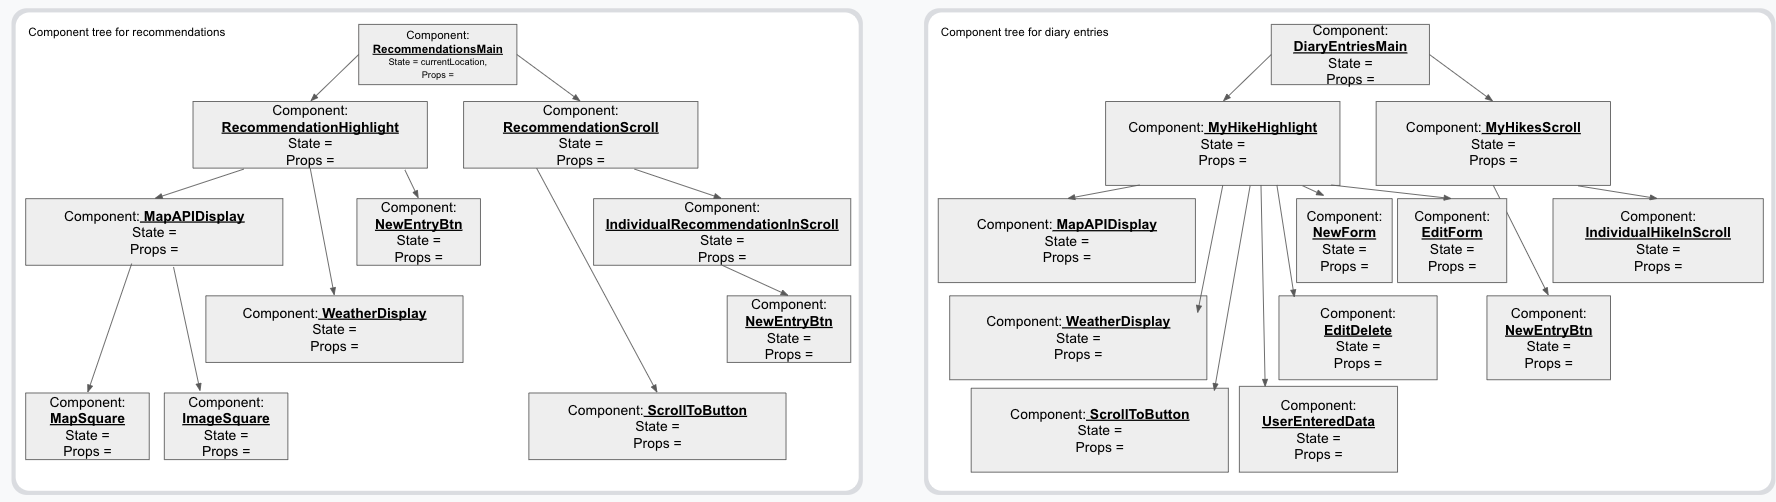 Component tree for recommendations
Component:
RecommendationsMain
State = currentLocation,
Props =
Component:
RecommendationHighlight
State =
Props =
Component:
RecommendationScroll
State =
Props =
Component: MapAPIDisplay
State =
Props =
Component:
NewEntryBtn
State =
Props =
Component:
IndividualRecommendationInScroll
State =
Props =
Component: WeatherDisplay
State =
Props =
Component:
NewEntryBtn
State =
Props =
Component:
MapSquare
State =
Props =
Component:
ImageSquare
State =
Props =
Component: ScrollToButton
State =
Props =
Component tree for diary entries
Component:
DiaryEntriesMain
State =
Props =
Component: MyHikeHighlight
State =
Props =
Component: MyHikesScroll
State =
Props =
Component: MapAPIDisplay
State =
Props =
Component:
NewForm
State =
Props =
Component:
EditForm
State =
Props =
Component:
IndividualHikeInScroll
State =
Props =
Component: WeatherDisplay
State =
Props =
Component:
EditDelete
State =
Props =
Component:
NewEntryBtn
State =
Props =
Component: ScrollToButton
State =
Props =
Component:
UserEnteredData
State =
Props =